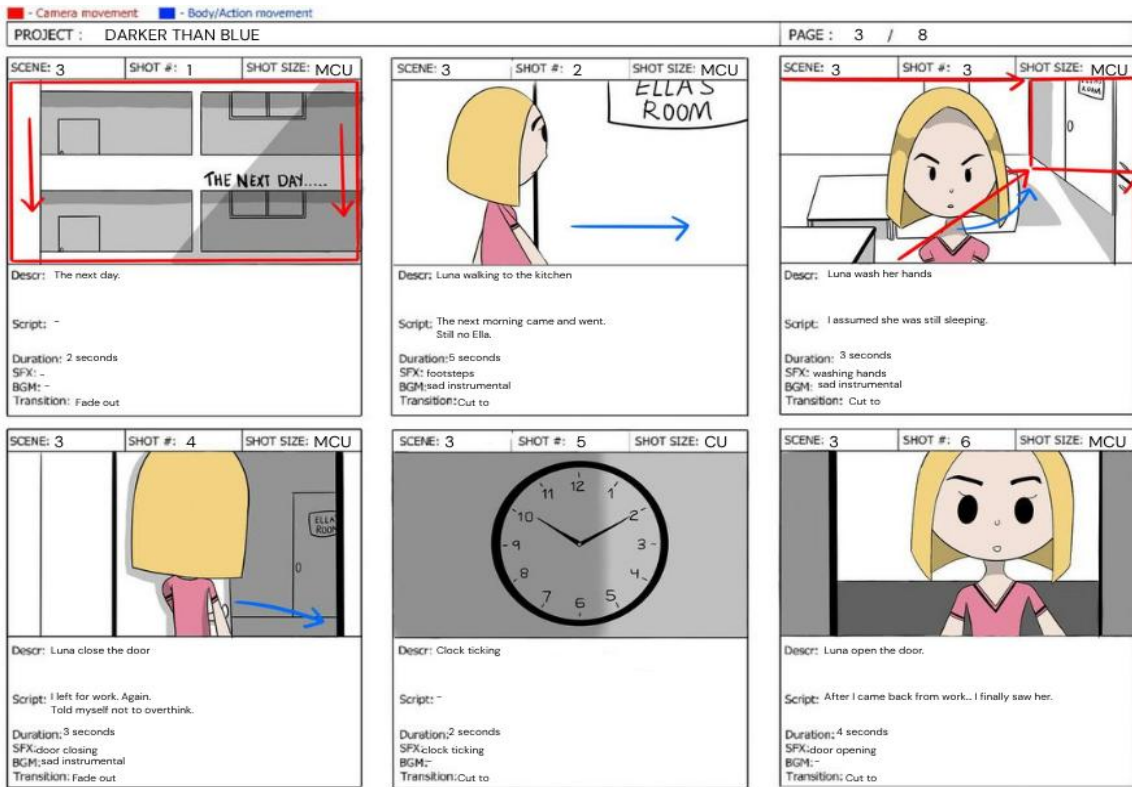 - Camera movement - Body/Action movement
PROJECT : DARKER THAN BLUE PAGE : 3 / 8
SCENE: 3 SHOT #: 1 SHOT SIZE: MCU
THE NEXT DAY.....
Descr: The next day.
Script: -
Duration: 2 seconds
SFX: -
BGM: -
Transition: Fade out
SCENE: 3 SHOT #: 2 SHOT SIZE: MCU
ELLA'S
ROOM
Descr: Luna walking to the kitchen
Script: The next morning came and went.
Still no Ella.
Duration: 5 seconds
SFX: footsteps
BGM: sad instrumental
Transition: Cut to
SCENE: 3 SHOT #: 3 SHOT SIZE: MCU
ROOM
Descr: Luna wash her hands
Script: I assumed she was still sleeping.
Duration: 3 seconds
SFX: washing hands
BGM: sad instrumental
Transition: Cut to
SCENE: 3 SHOT #: 4 SHOT SIZE: MCU
ELLA
ROOM
Descr: Luna close the door
Script: I left for work. Again.
Told myself not to overthink.
Duration: 3 seconds
SFX: door closing
BGM: sad instrumental
Transition: Fade out
SCENE: 3 SHOT #: 5 SHOT SIZE: CU
12
11 1
10 2
9 3
8 4
7 5
6
Descr: Clock ticking
Script: -
Duration: 2 seconds
SFX: clock ticking
BGM: -
Transition: Cut to
SCENE: 3 SHOT #: 6 SHOT SIZE: MCU
Descr: Luna open the door.
Script: After I came back from work... I finally saw her.
Duration: 4 seconds
SFX: door opening
BGM: -
Transition: Cut to